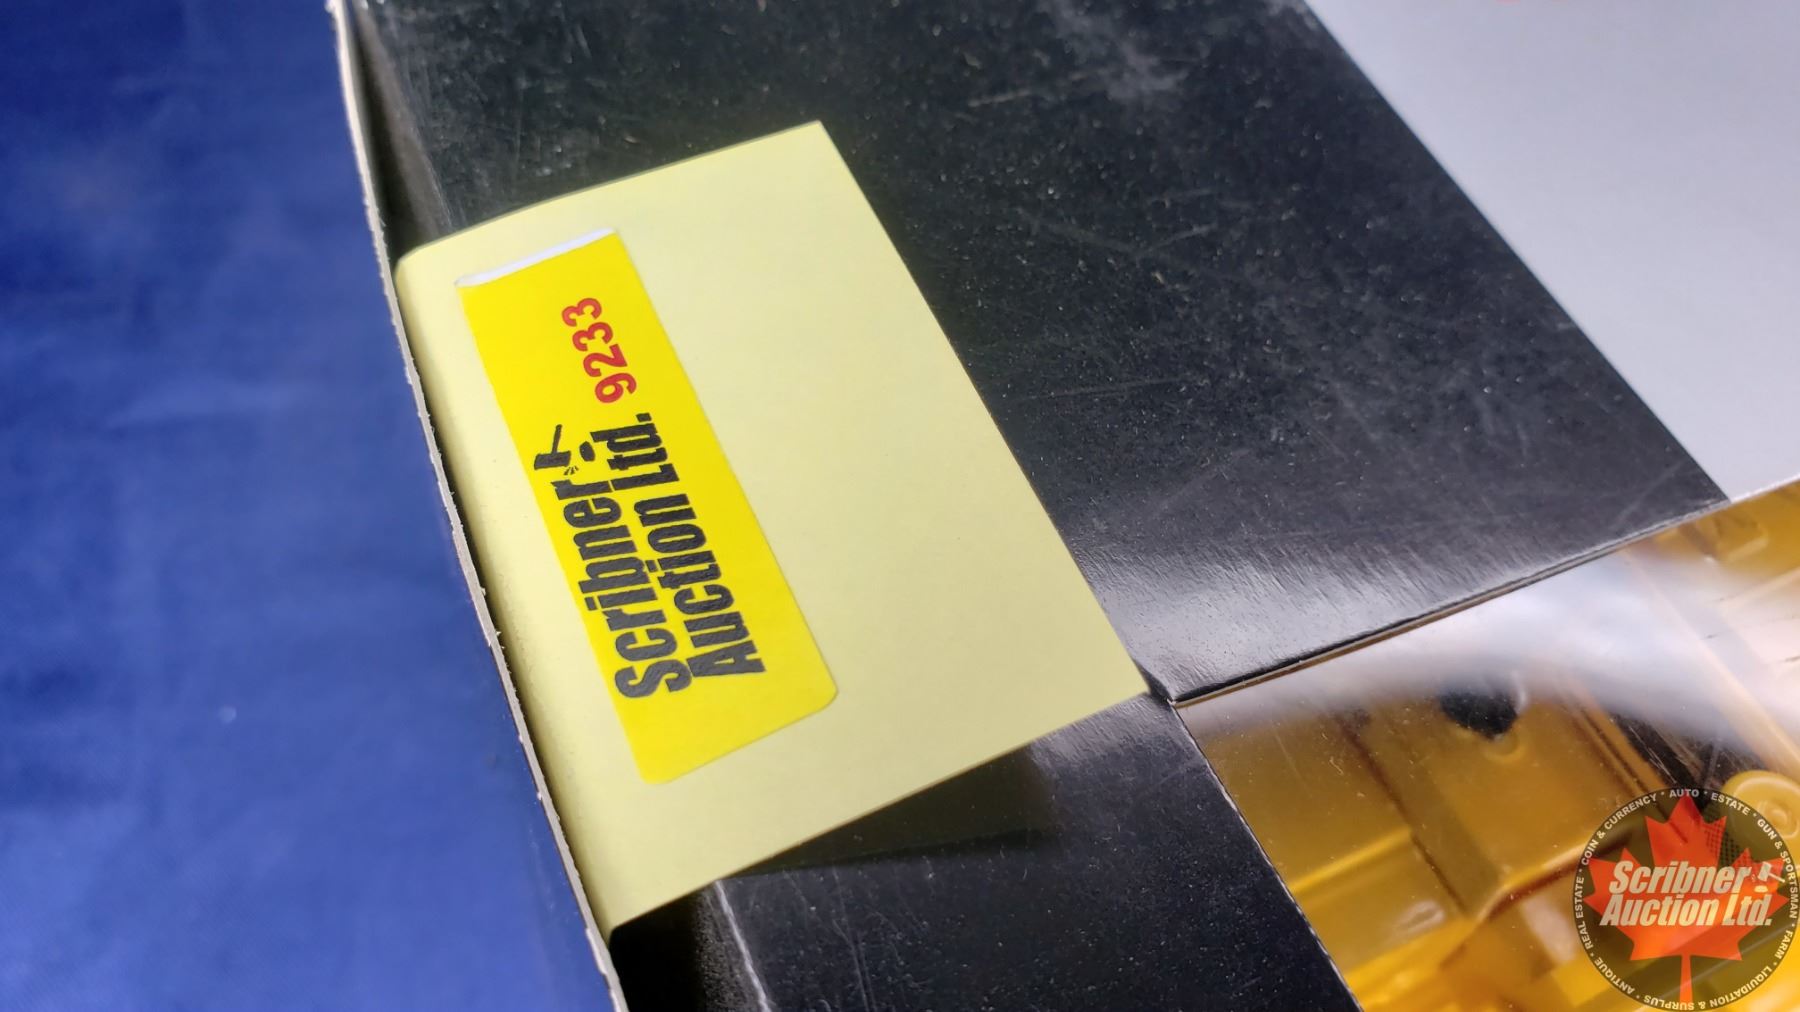 Scribner
Auction Ltd. 9233
COIN & CURRENCY • AUTO • ESTATE • GUN & SPORTSMAN • FARM • LIQUIDATION & SURPLUS • ANTIQUE • REAL ESTATE •
Scribner
Auction Ltd.